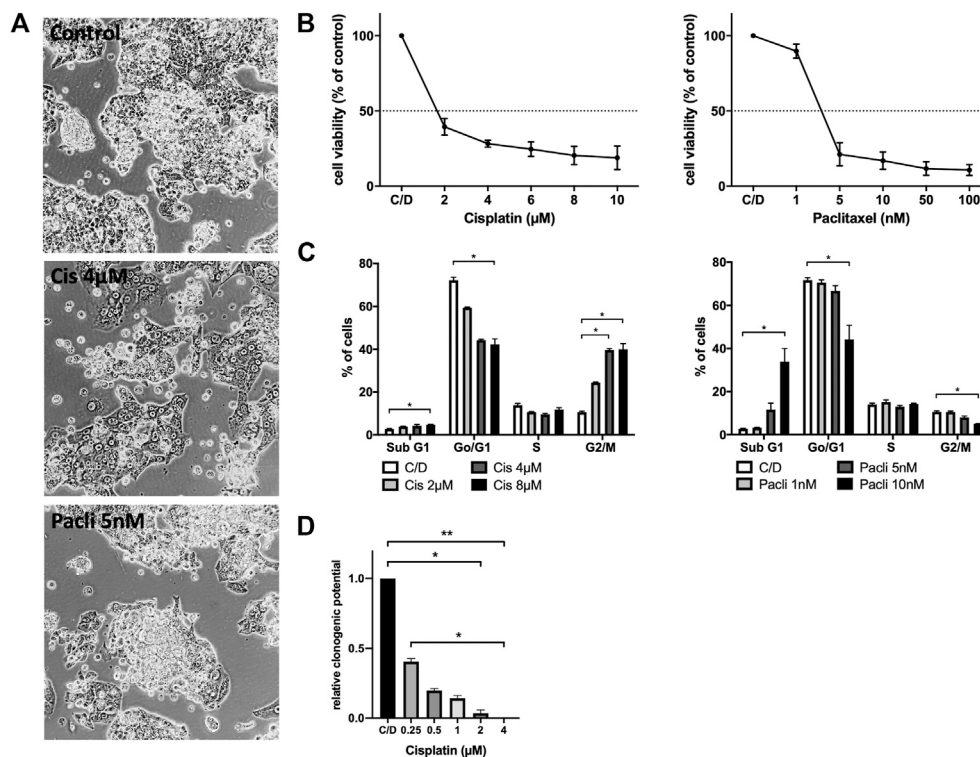 A
Control
Cis 4µM
Pacli 5nM
B
cell viability (% of control)
100
50
0
C/D 2 4 6 8 10
Cisplatin (µM)
cell viability (% of control)
100
50
0
C/D 1 5 10 50 100
Paclitaxel (nM)
C
% of cells
80
60
40
20
0
*
*
*
*
Sub G1 Go/G1 S G2/M
C/D
Cis 2µM
Cis 4µM
Cis 8µM
% of cells
80
60
40
20
0
*
*
*
Sub G1 Go/G1 S G2/M
C/D
Pacli 1nM
Pacli 5nM
Pacli 10nM
D
relative clonogenic potential
1.0
0.5
0.0
**
*
*
C/D 0.25 0.5 1 2 4
Cisplatin (µM)